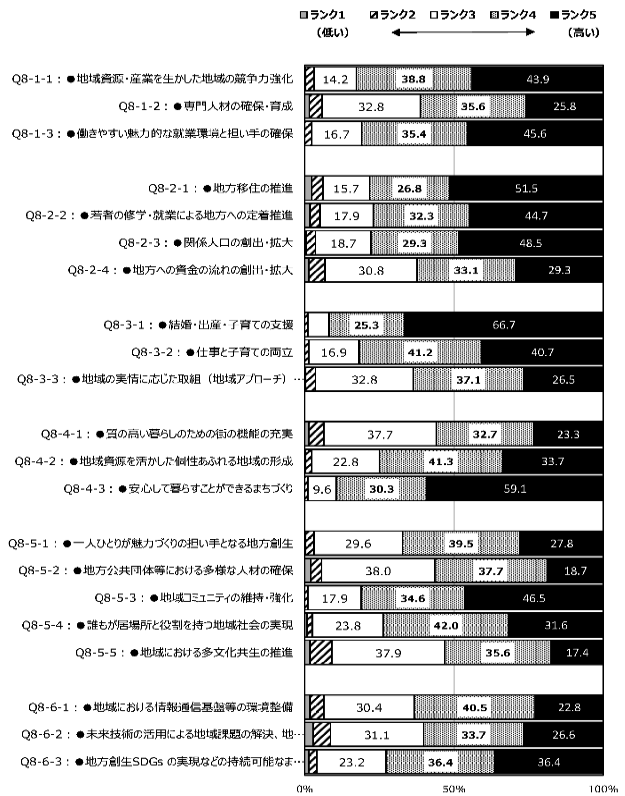 ■ランク1 ランク2 □ランク3 ランク4 ■ランク5
（低い） （高い）
Q8-1-1：●地域資源・産業を生かした地域の競争力強化 14.2 38.8 43.9
Q8-1-2：●専門人材の確保・育成 32.8 35.6 25.8
Q8-1-3：●働きやすい魅力的な就業環境と担い手の確保 16.7 35.4 45.6
Q8-2-1：●地方移住の推進 15.7 26.8 51.5
Q8-2-2：●若者の修学・就業による地方への定着推進 17.9 32.3 44.7
Q8-2-3：●関係人口の創出・拡大 18.7 29.3 48.5
Q8-2-4：●地方への資金の流れの創出・拡大 30.8 33.1 29.3
Q8-3-1：●結婚・出産・子育ての支援 25.3 66.7
Q8-3-2：●仕事と子育ての両立 16.9 41.2 40.7
Q8-3-3：●地域の実情に応じた取組（地域アプローチ）… 32.8 37.1 26.5
Q8-4-1：●質の高い暮らしのための街の機能の充実 37.7 32.7 23.3
Q8-4-2：●地域資源を活かした個性あふれる地域の形成 22.8 41.3 33.7
Q8-4-3：●安心して暮らすことができるまちづくり 9.6 30.3 59.1
Q8-5-1：●一人ひとりが魅力づくりの担い手となる地方創生 29.6 39.5 27.8
Q8-5-2：●地方公共団体等における多様な人材の確保 38.0 37.7 18.7
Q8-5-3：●地域コミュニティの維持・強化 17.9 34.6 46.5
Q8-5-4：●誰もが居場所と役割を持つ地域社会の実現 23.8 42.0 31.6
Q8-5-5：●地域における多文化共生の推進 37.9 35.6 17.4
Q8-6-1：●地域における情報通信基盤等の環境整備 30.4 40.5 22.8
Q8-6-2：●未来技術の活用による地域課題の解決、地… 31.1 33.7 26.6
Q8-6-3：●地方創生SDGs の実現などの持続可能なま… 23.2 36.4 36.4
0% 50% 100%